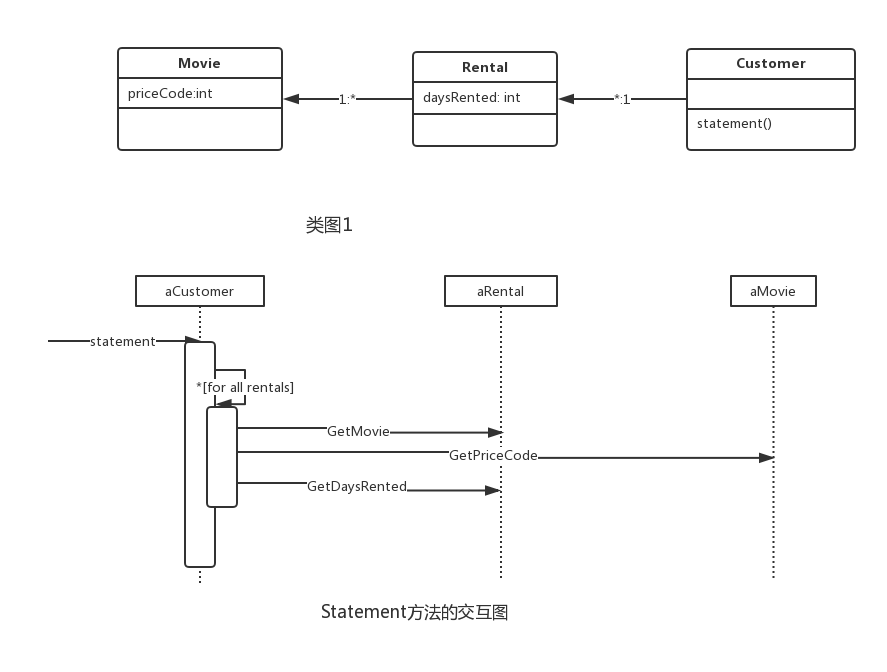 Movie
priceCode:int
1:*
Rental
daysRented: int
*:1
Customer
statement()
类图1
aCustomer
aRental
aMovie
statement
*[for all rentals]
GetMovie
GetPriceCode
GetDaysRented
Statement方法的交互图